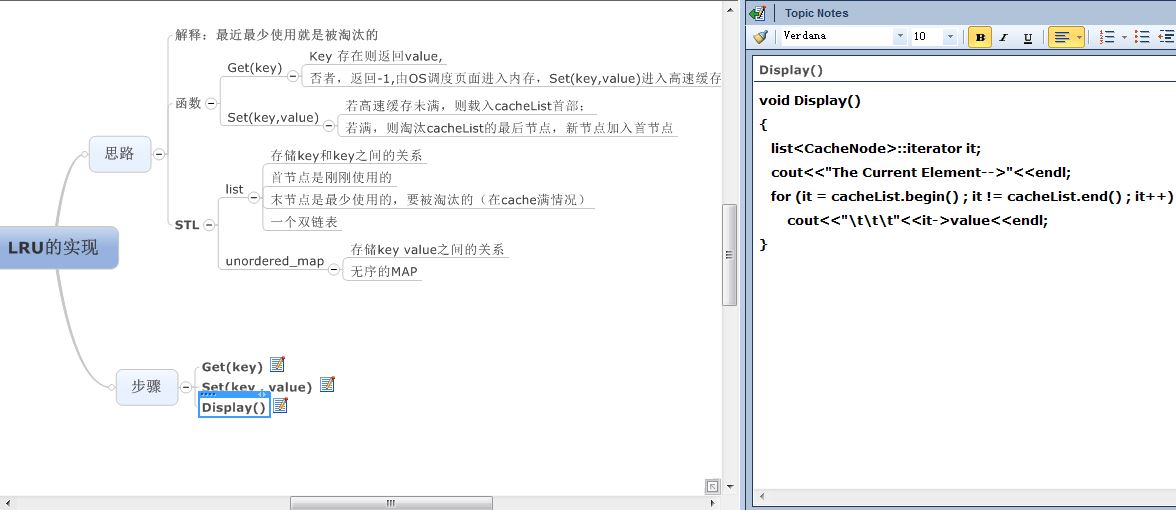 解释：最近最少使用就是被淘汰的
Key 存在则返回value,
Get(key)
否者，返回-1,由OS调度页面进入内存，Set(key,value)进入高速缓存
函数
若高速缓存未满，则载入cacheList首部；
Set(key,value)
若满，则淘汰cacheList的最后节点，新节点加入首节点
思路
存储key和key之间的关系
首节点是刚刚使用的
list
末节点是最少使用的，要被淘汰的（在cache满情况）
一个双链表
STL
LRU的实现
存储key value之间的关系
unordered_map
无序的MAP
Get(key)
步骤
Set(key , value)
Display()
Topic Notes
Verdana
10
B
I
U
Display()
void Display()
{
list<CacheNode>::iterator it;
cout<<"The Current Element-->"<<endl;
for (it = cacheList.begin() ; it != cacheList.end() ; it++)
cout<<"\t\t\t"<<it->value<<endl;
}